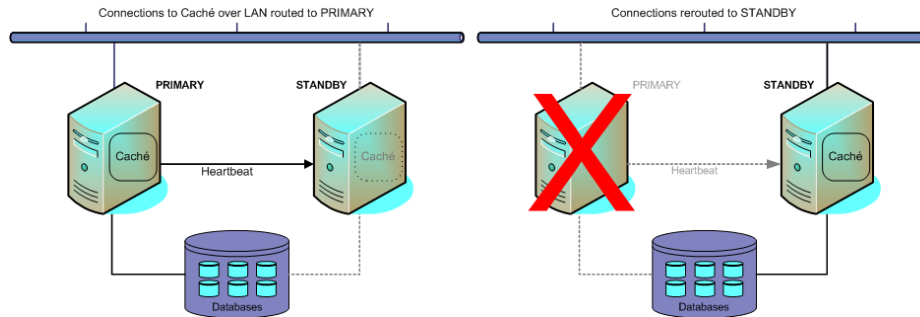 Connections to Caché over LAN routed to PRIMARY
PRIMARY
STANDBY
Caché
Caché
Heartbeat
Databases
Connections rerouted to STANDBY
PRIMARY
STANDBY
Caché
Heartbeat
Databases